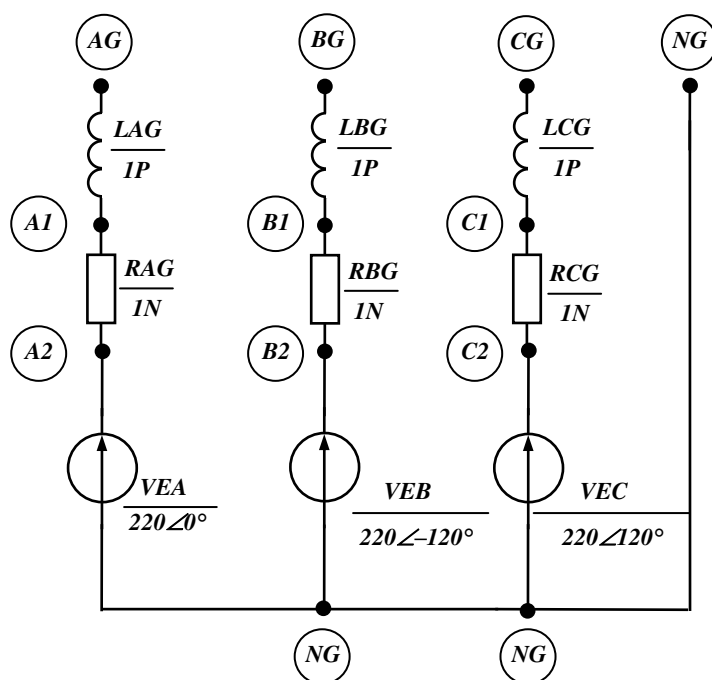 AG
BG
CG
NG
LAG
1P
LBG
1P
LCG
1P
A1
B1
C1
RAG
1N
RBG
1N
RCG
1N
A2
B2
C2
VEA
220∠0°
VEB
220∠–120°
VEC
220∠120°
NG
NG